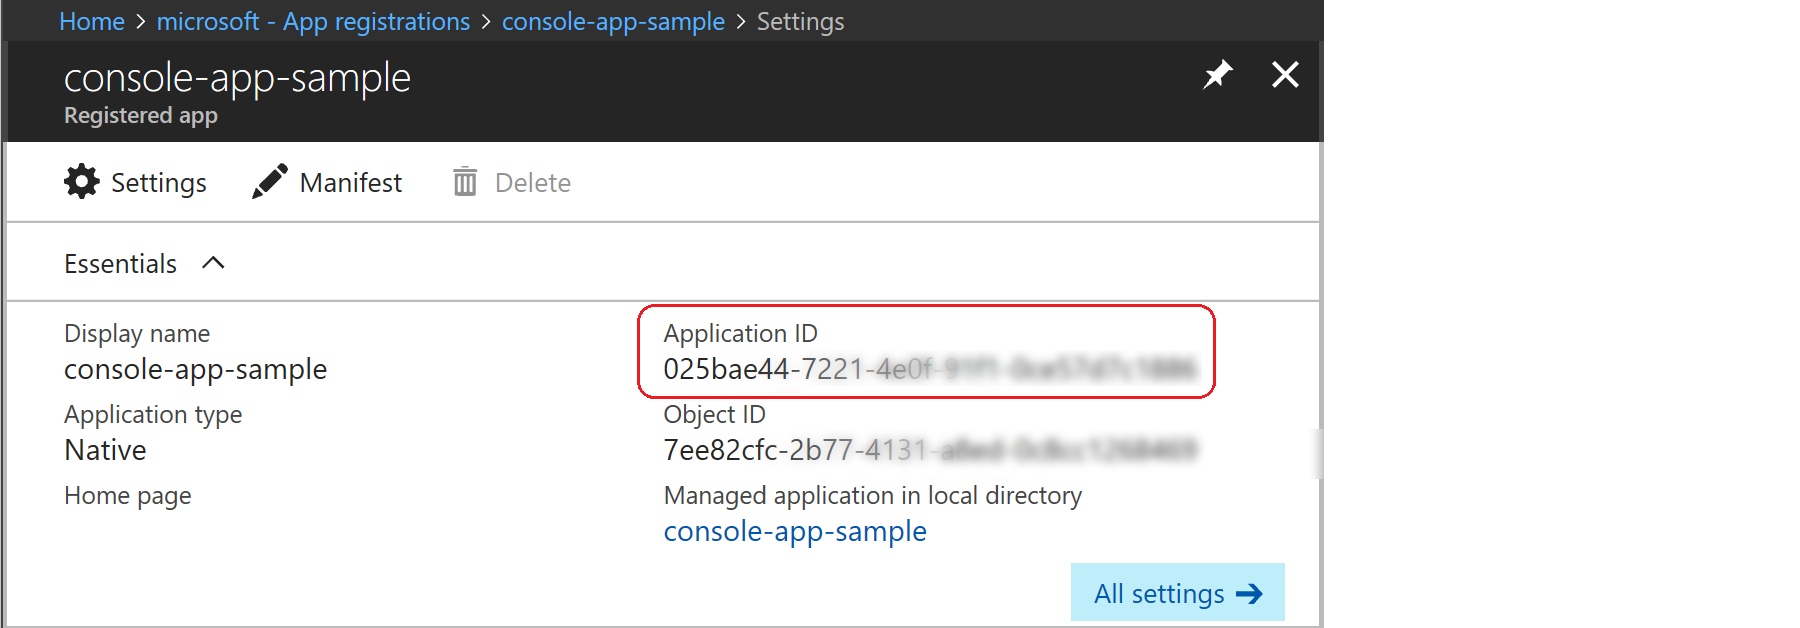 Home > microsoft - App registrations > console-app-sample > Settings
console-app-sample
Registered app
Settings Manifest Delete
Essentials
Display name
console-app-sample
Application ID
025bae44-7221-4e0f-
Application type
Native
Object ID
7ee82cfc-2b77-4131-
Home page
Managed application in local directory
console-app-sample
All settings